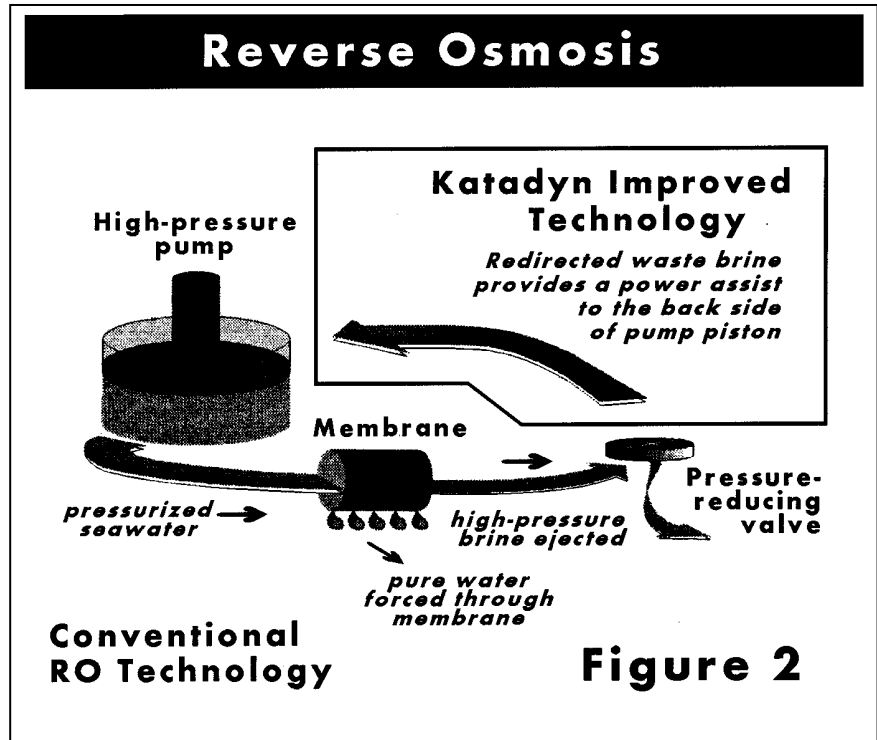 Reverse Osmosis
Katadyn Improved
Technology
Redirected waste brine
provides a power assist
to the back side
of pump piston
High-pressure
pump
Membrane
Pressure-
reducing
valve
pressurized
seawater
high-pressure
brine ejected
pure water
forced through
membrane
Conventional
RO Technology
Figure 2